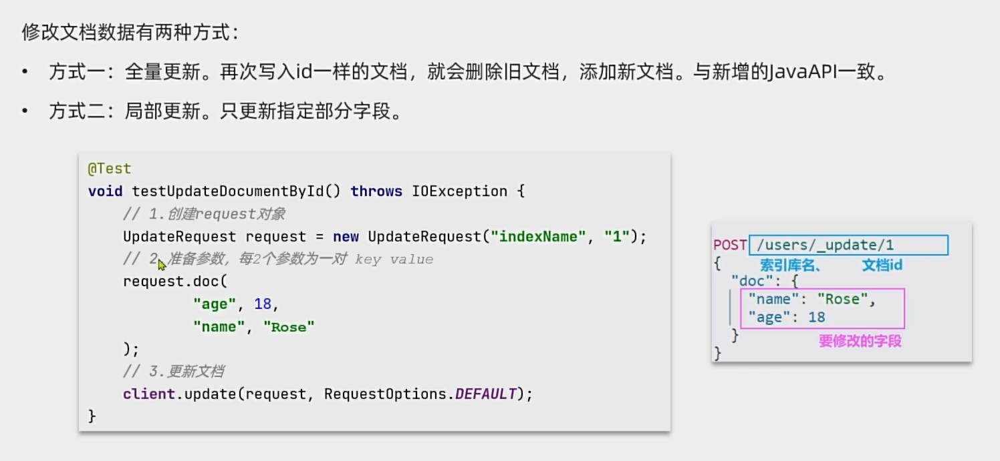 修改文档数据有两种方式：
• 方式一：全量更新。再次写入id一样的文档，就会删除旧文档，添加新文档。与新增的JavaAPI一致。
• 方式二：局部更新。只更新指定部分字段。
@Test
void testUpdateDocumentById() throws IOException {
// 1.创建request对象
UpdateRequest request = new UpdateRequest("indexName", "1");
// 2.准备参数，每2个参数为一对 key value
request.doc(
"age", 18,
"name", "Rose"
);
// 3.更新文档
client.update(request, RequestOptions.DEFAULT);
}
POST /users/_update/1
{ 索引库名、 文档id
"doc": {
"name": "Rose",
"age": 18
}
要修改的字段
}